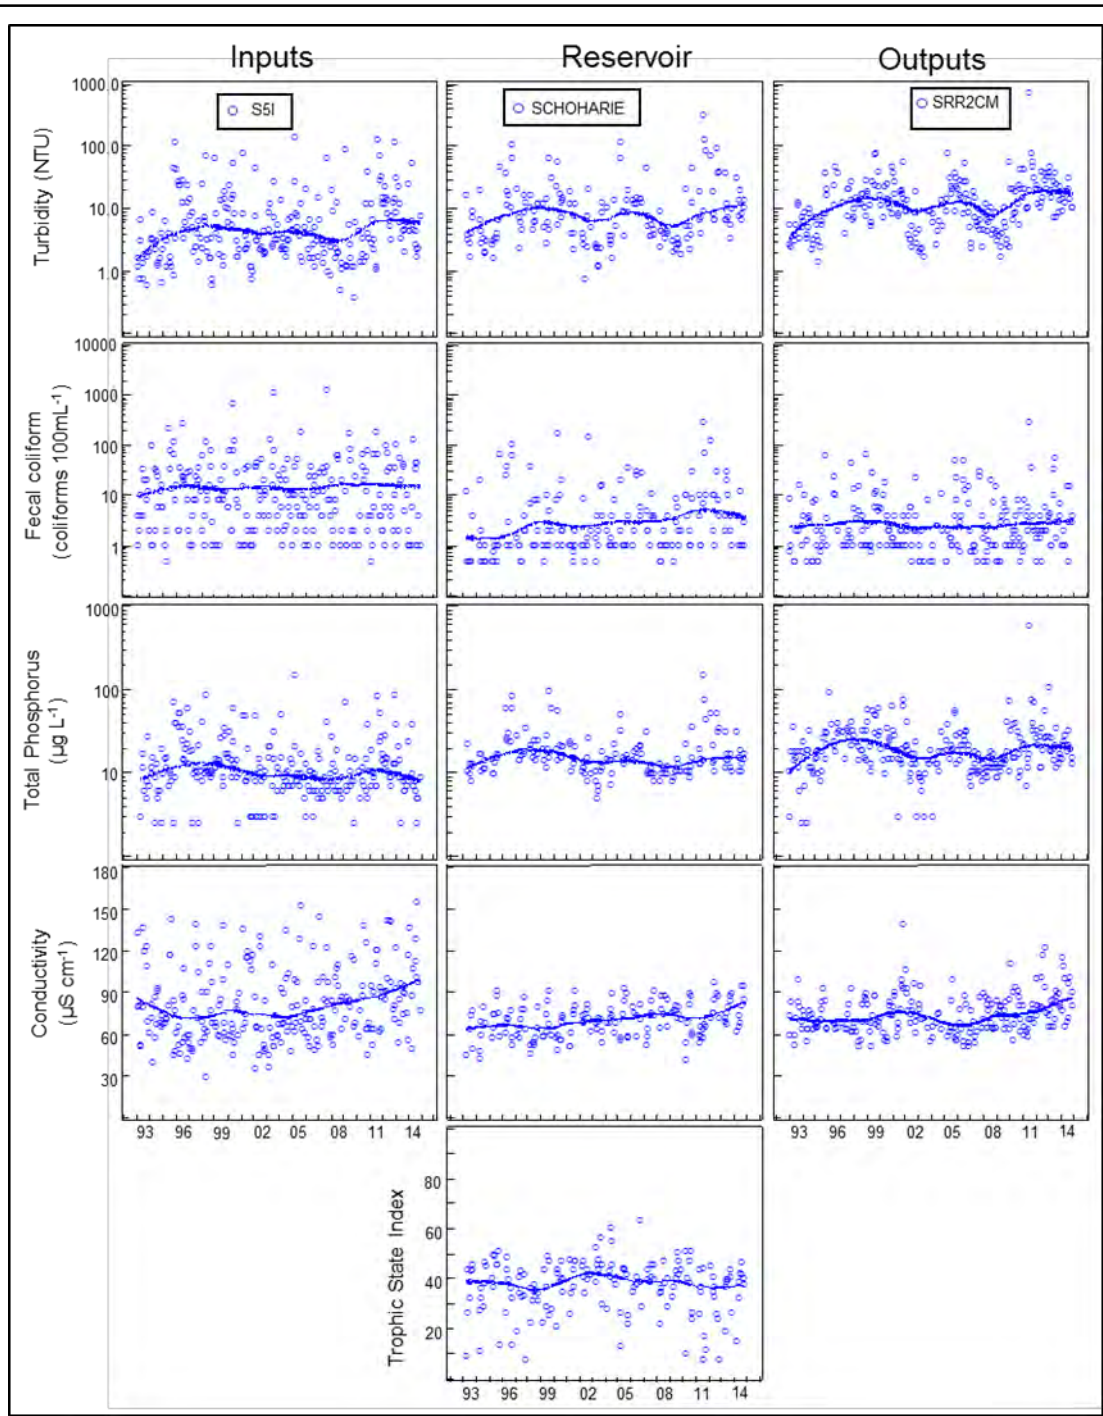 Inputs
Reservoir
Outputs
S5I
SCHOHARIE
SRR2CM
Turbidity (NTU)
1000.0
100.0
10.0
1.0
Fecal coliform
(coliforms 100mL-1)
10000
1000
100
10
1
Total Phosphorus
(µg L-1)
1000
100
10
Conductivity
(µS cm-1)
180
150
120
90
60
30
93 96 99 02 05 08 11 14
93 96 99 02 05 08 11 14
Trophic State Index
80
60
40
20
93 96 99 02 05 08 11 14